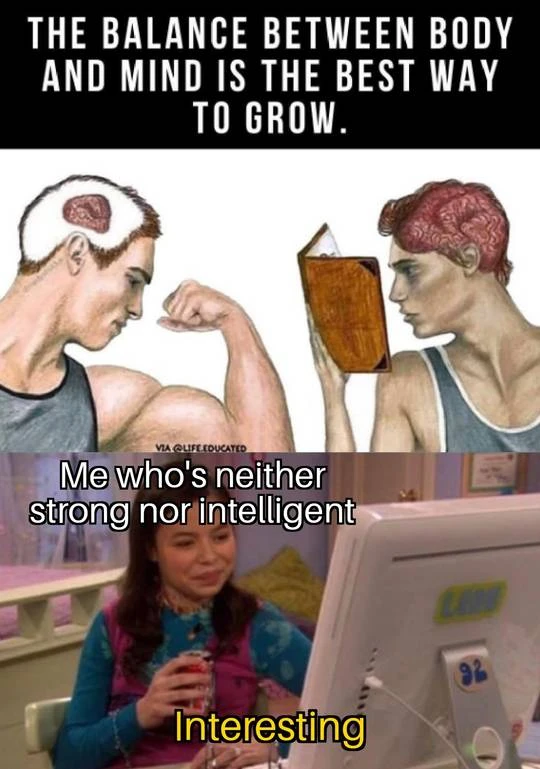 THE BALANCE BETWEEN BODY
AND MIND IS THE BEST WAY
TO GROW.
VIA @LIFE.EDUCATED
Me who's neither
strong nor intelligent
92
Interesting